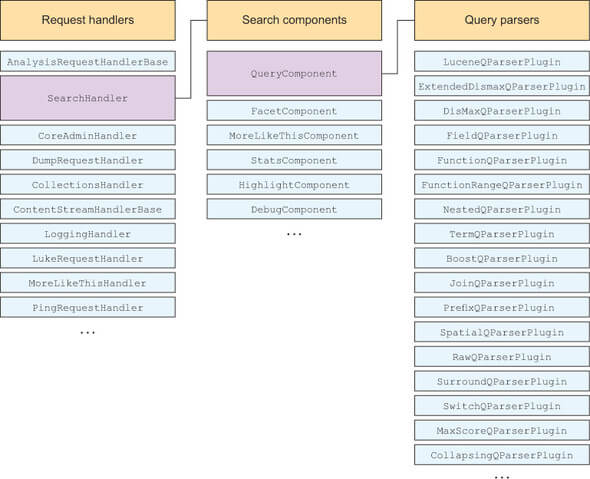 Request handlers
AnalysisRequestHandlerBase
SearchHandler
CoreAdminHandler
DumpRequestHandler
CollectionsHandler
ContentStreamHandlerBase
LoggingHandler
LukeRequestHandler
MoreLikeThisHandler
PingRequestHandler
...
Search components
QueryComponent
FacetComponent
MoreLikeThisComponent
StatsComponent
HighlightComponent
DebugComponent
...
Query parsers
LuceneQParserPlugin
ExtendedDismaxQParserPlugin
DisMaxQParserPlugin
FieldQParserPlugin
FunctionQParserPlugin
FunctionRangeQParserPlugin
NestedQParserPlugin
TermQParserPlugin
BoostQParserPlugin
JoinQParserPlugin
PrefixQParserPlugin
SpatialQParserPlugin
RawQParserPlugin
SurroundQParserPlugin
SwitchQParserPlugin
MaxScoreQParserPlugin
CollapsingQParserPlugin
...